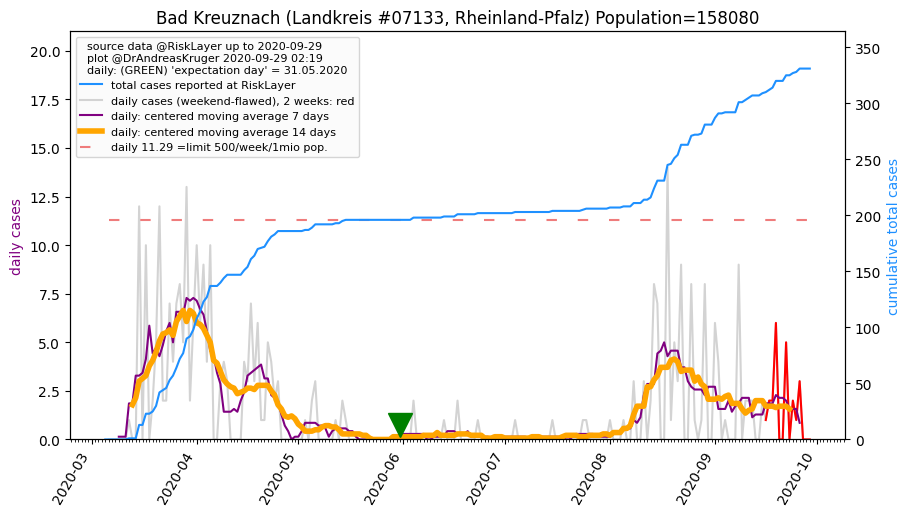 Bad Kreuznach (Landkreis #07133, Rheinland-Pfalz) Population=158080
source data @RiskLayer up to 2020-09-29
plot @DrAndreasKruger 2020-09-29 02:19
daily: (GREEN) 'expectation day' = 31.05.2020
total cases reported at RiskLayer
daily cases (weekend-flawed), 2 weeks: red
daily: centered moving average 7 days
daily: centered moving average 14 days
daily 11.29 =limit 500/week/1mio pop.
daily cases
20.0
17.5
15.0
12.5
10.0
7.5
5.0
2.5
0.0
350
300
250
200
150
100
50
0
cumulative total cases
2020-03
2020-04
2020-05
2020-06
2020-07
2020-08
2020-09
2020-10